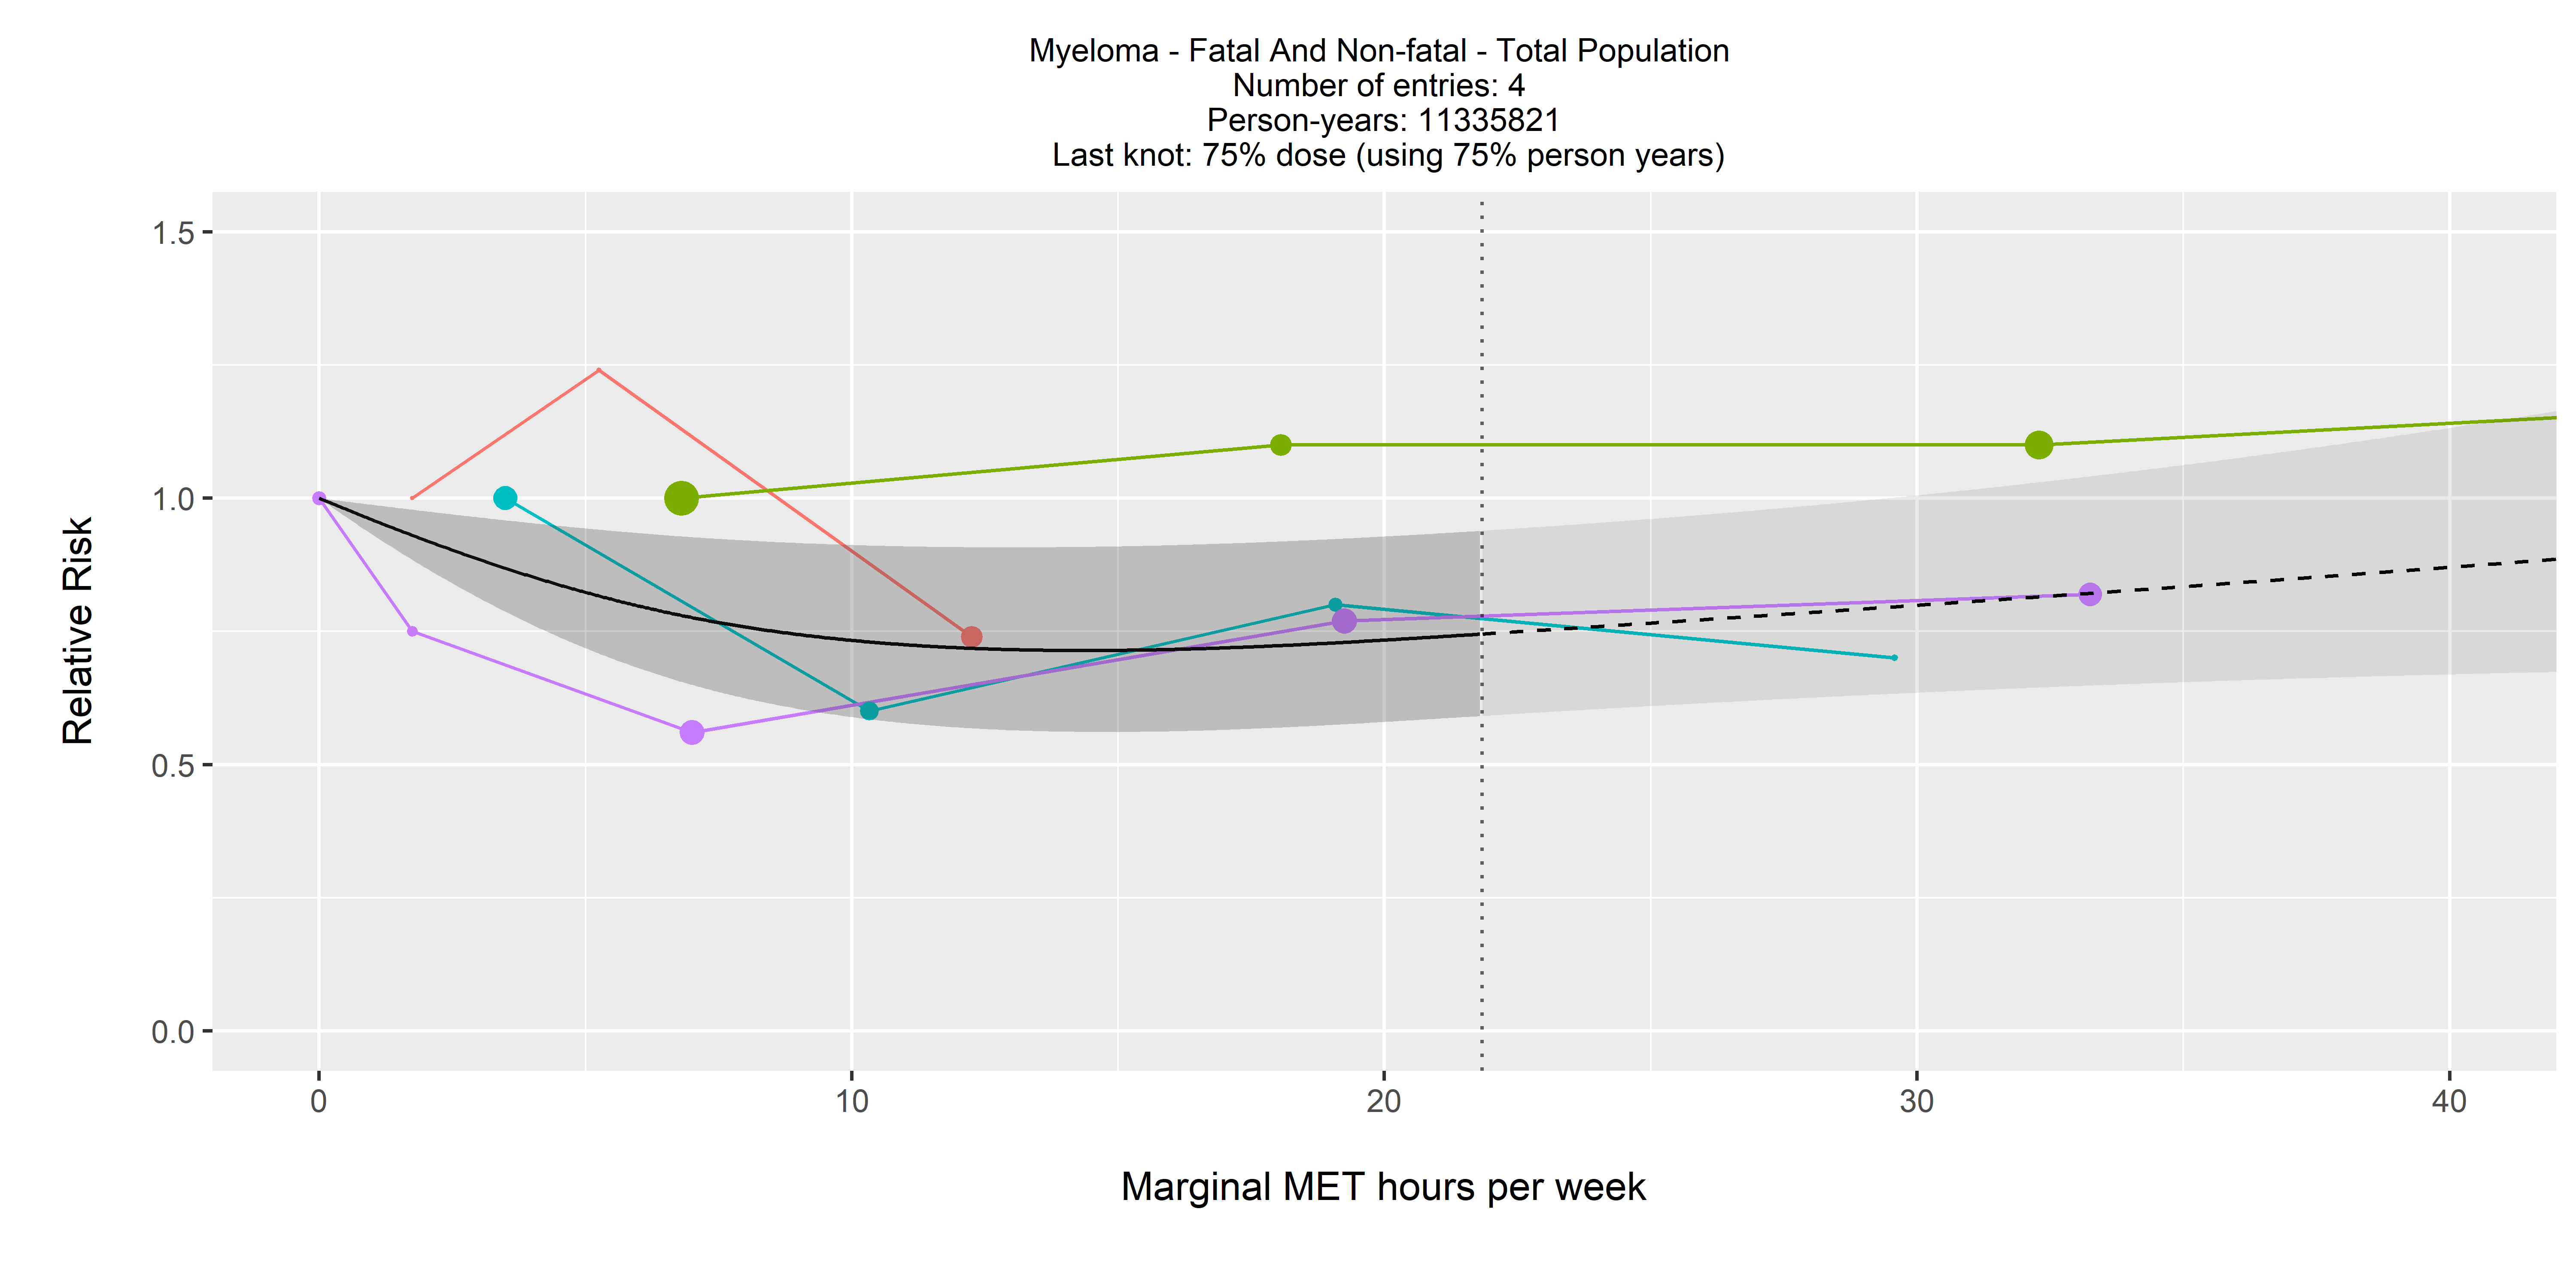 Myeloma - Fatal And Non-fatal - Total Population
Number of entries: 4
Person-years: 11335821
Last knot: 75% dose (using 75% person years)
1.5
1.0
0.5
0.0
Relative Risk
0 10 20 30 40
Marginal MET hours per week